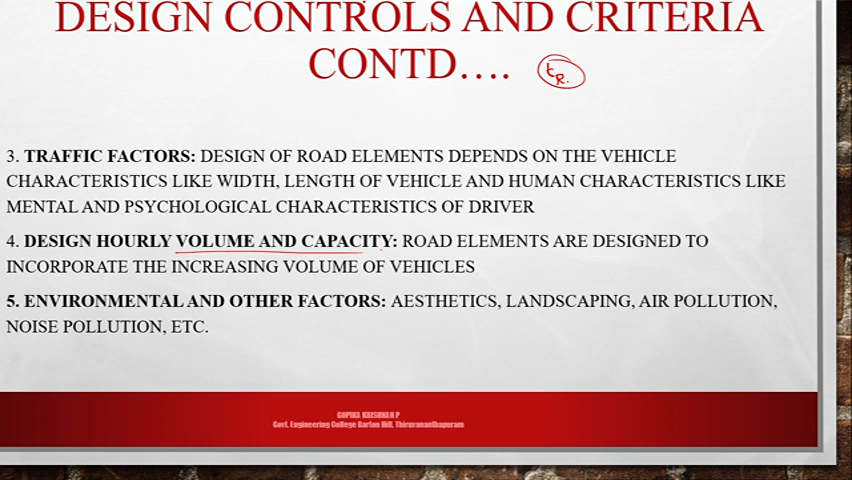 DESIGN CONTROLS AND CRITERIA
CONTD....
tR.
3. TRAFFIC FACTORS: DESIGN OF ROAD ELEMENTS DEPENDS ON THE VEHICLE
CHARACTERISTICS LIKE WIDTH, LENGTH OF VEHICLE AND HUMAN CHARACTERISTICS LIKE
MENTAL AND PSYCHOLOGICAL CHARACTERISTICS OF DRIVER
4. DESIGN HOURLY VOLUME AND CAPACITY: ROAD ELEMENTS ARE DESIGNED TO
INCORPORATE THE INCREASING VOLUME OF VEHICLES
5. ENVIRONMENTAL AND OTHER FACTORS: AESTHETICS, LANDSCAPING, AIR POLLUTION,
NOISE POLLUTION, ETC.
GOPIKA KRISHNAN P
Govt. Engineering College Barton Hill, Thiruvananthapuram